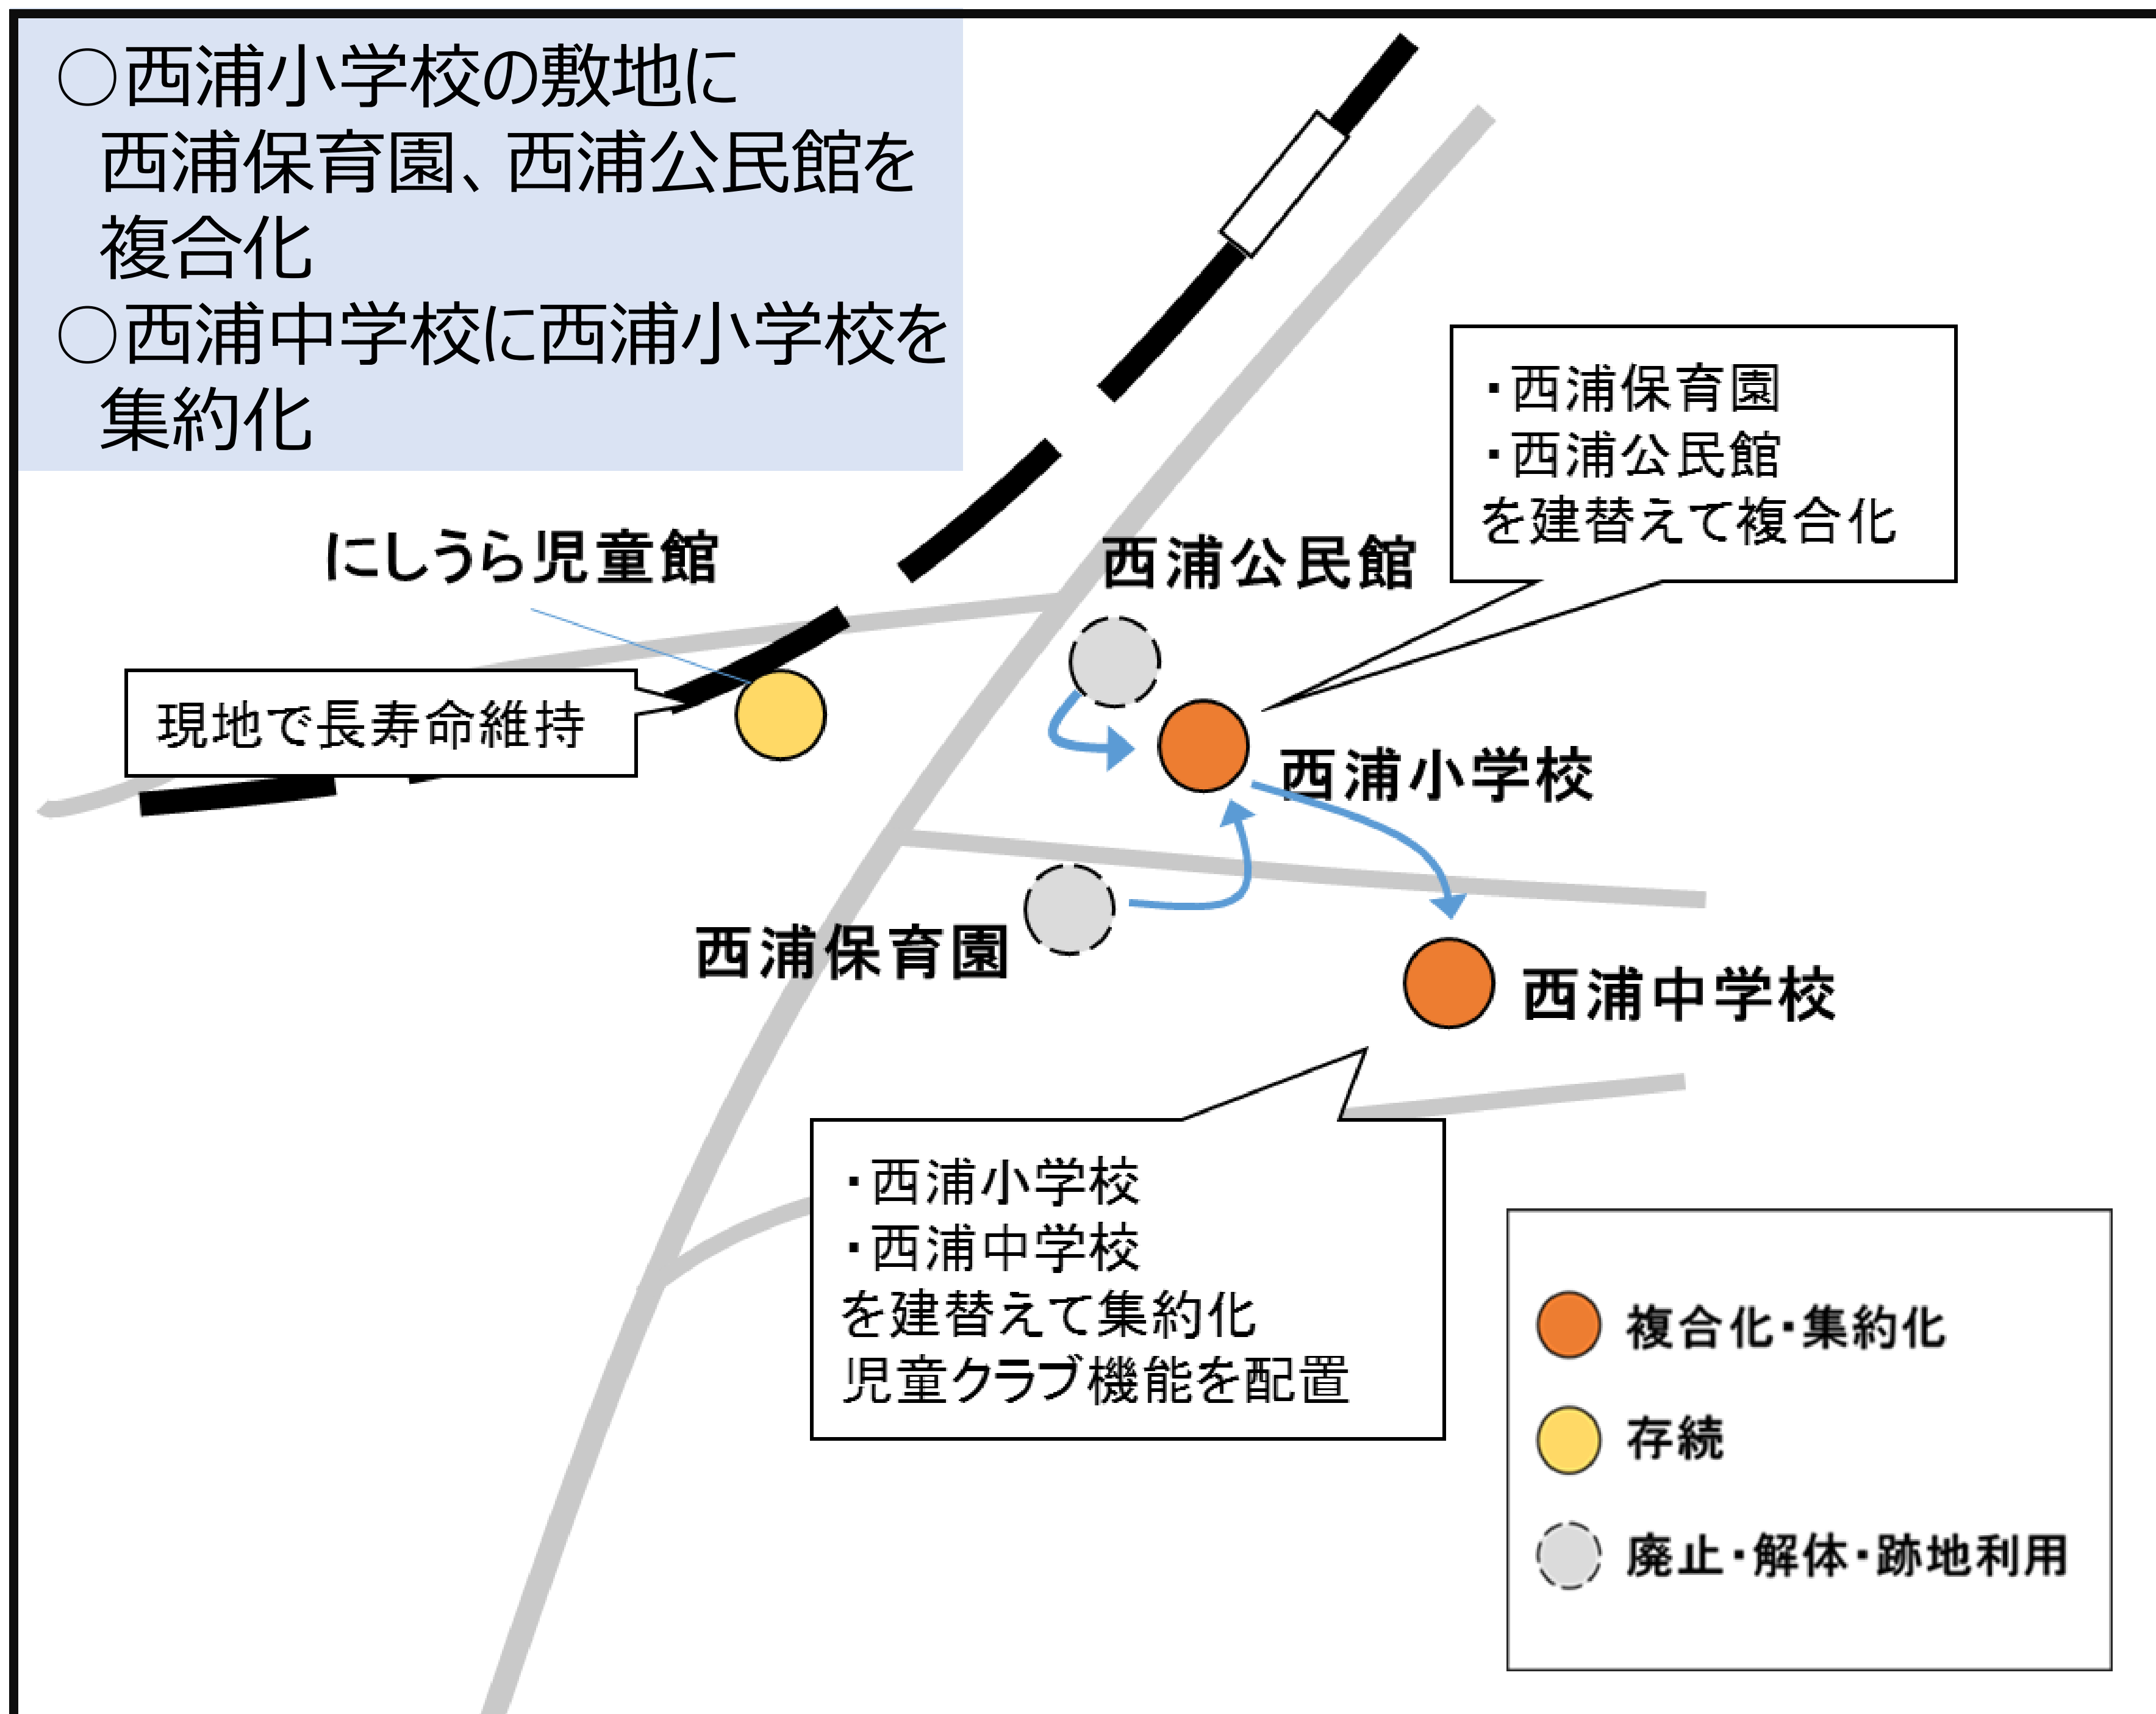 ○西浦小学校の敷地に
西浦保育園、西浦公民館を
複合化
○西浦中学校に西浦小学校を
集約化
・西浦保育園
・西浦公民館
を建替えて複合化
にしうら児童館
西浦公民館
現地で長寿命維持
西浦小学校
西浦保育園
西浦中学校
・西浦小学校
・西浦中学校
を建替えて集約化
児童クラブ機能を配置
複合化・集約化
存続
廃止・解体・跡地利用